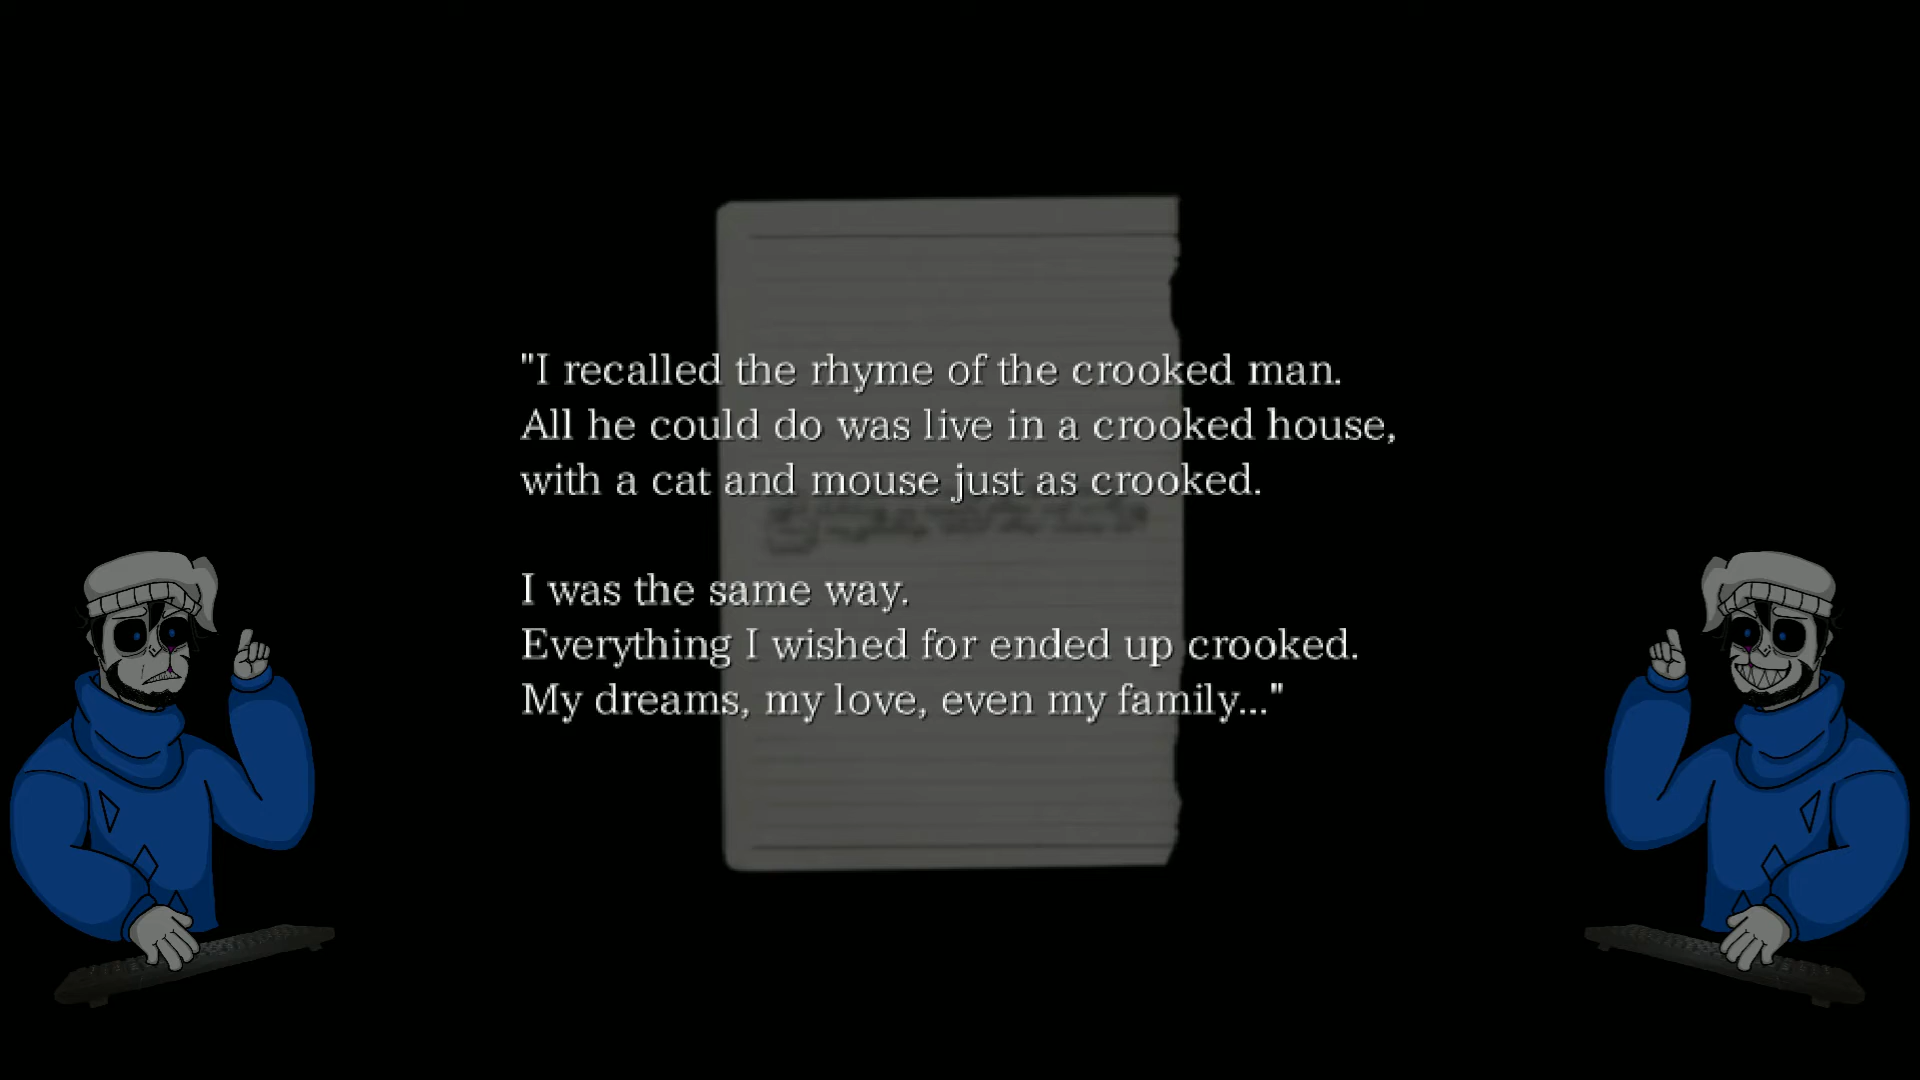 "I recalled the rhyme of the crooked man.
All he could do was live in a crooked house,
with a cat and mouse just as crooked.
I was the same way.
Everything I wished for ended up crooked.
My dreams, my love, even my family..."